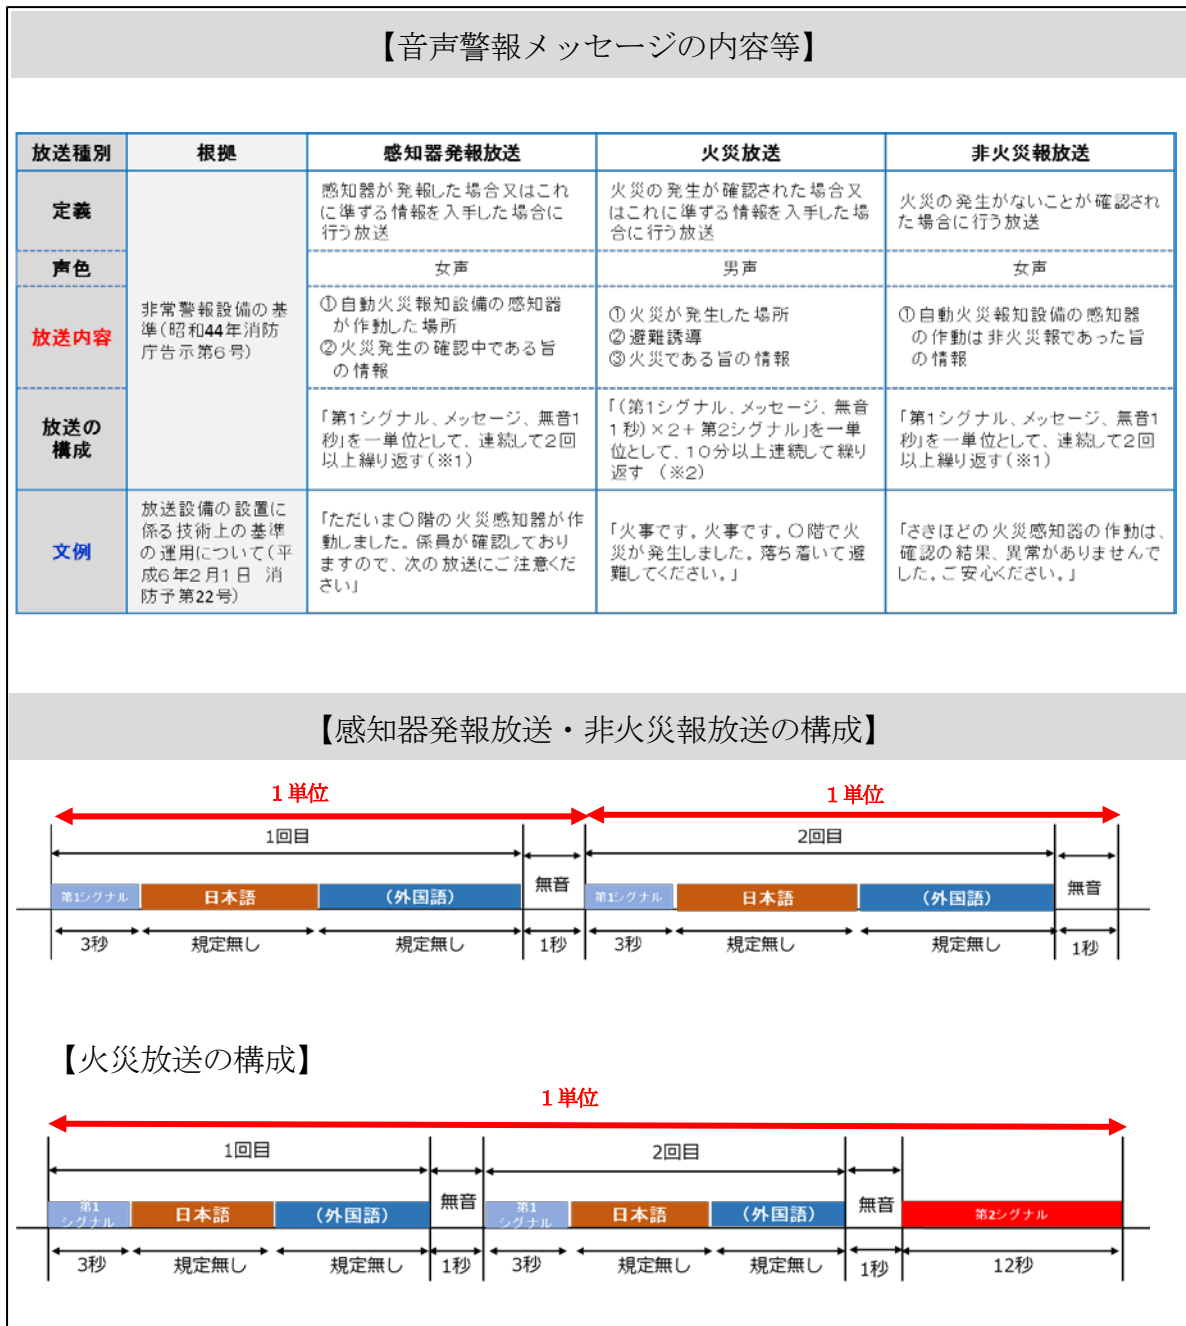 【音声警報メッセージの内容等】
放送種別
根拠
感知器発報放送
火災放送
非火災報放送
定義
感知器が発報した場合又はこれ
に準ずる情報を入手した場合に
行う放送
火災の発生が確認された場合又
はこれに準ずる情報を入手した場
合に行う放送
火災の発生がないことが確認され
た場合に行う放送
声色
女声
男声
女声
非常警報設備の基
準(昭和44年消防
庁告示第6号)
放送内容
①自動火災報知設備の感知器
が作動した場所
②火災発生の確認中である旨
の情報
①火災が発生した場所
②避難誘導
③火災である旨の情報
①自動火災報知設備の感知器
の作動は非火災報であった旨
の情報
放送の
構成
「第1シグナル、メッセージ、無音1
秒」を一単位として、連続して2回
以上繰り返す(※1)
「(第1シグナル、メッセージ、無音
1秒)×2+第2シグナル」を一単
位として、10分以上連続して繰り
返す (※2)
「第1シグナル、メッセージ、無音1
秒」を一単位として、連続して2回
以上繰り返す(※1)
文例
放送設備の設置に
係る技術上の基準
の運用について(平
成6年2月1日 消
防予第22号)
「ただいま〇階の火災感知器が作
動しました。係員が確認しており
ますので、次の放送にご注意くだ
さい」
「火事です。火事です。〇階で火
災が発生しました。落ち着いて避
難してください。」
「さきほどの火災感知器の作動は、
確認の結果、異常がありませんで
した。ご安心ください。」
【感知器発報放送・非火災報放送の構成】
1単位
1単位
1回目
2回目
第1シグナル
日本語
(外国語)
無音
第1シグナル
日本語
(外国語)
無音
3秒
規定無し
規定無し
1秒
3秒
規定無し
規定無し
1秒
【火災放送の構成】
1単位
1回目
2回目
第1
シグナル
日本語
(外国語)
無音
第1
シグナル
日本語
(外国語)
無音
第2シグナル
3秒
規定無し
規定無し
1秒
3秒
規定無し
規定無し
1秒
12秒